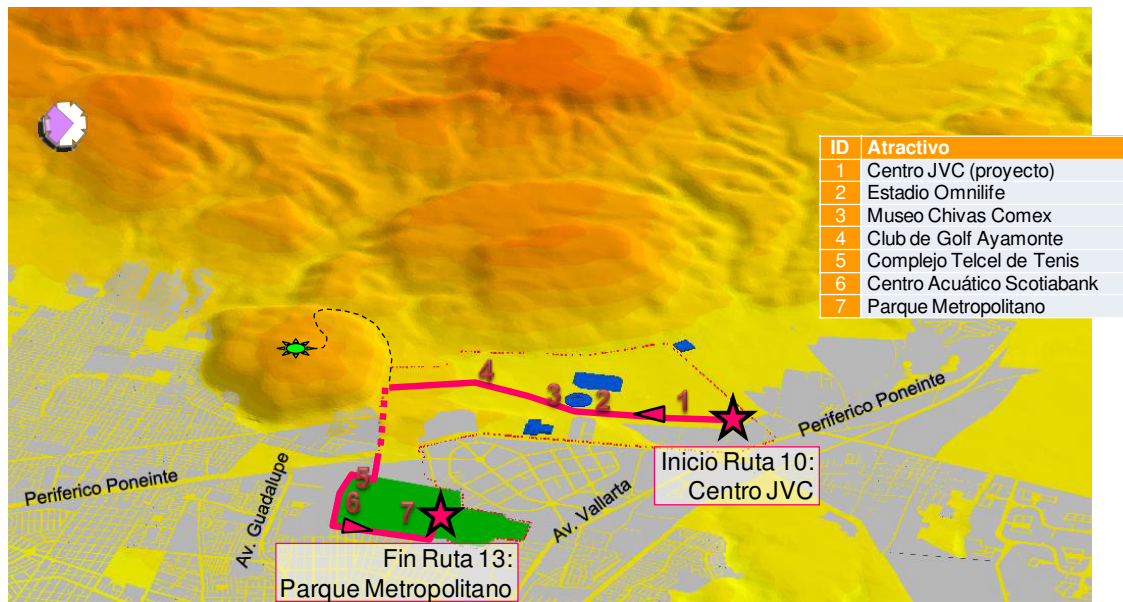 ID Atractivo
1 Centro JVC (proyecto)
2 Estadio Omnilife
3 Museo Chivas Comex
4 Club de Golf Ayamonte
5 Complejo Telcel de Tenis
6 Centro Acuático Scotiabank
7 Parque Metropolitano
4
3
2
1
Periferico Poneinte
Inicio Ruta 10:
Centro JVC
Periferico Poneinte
Av. Guadalupe
5
6
7
Av. Vallarta
Fin Ruta 13:
Parque Metropolitano